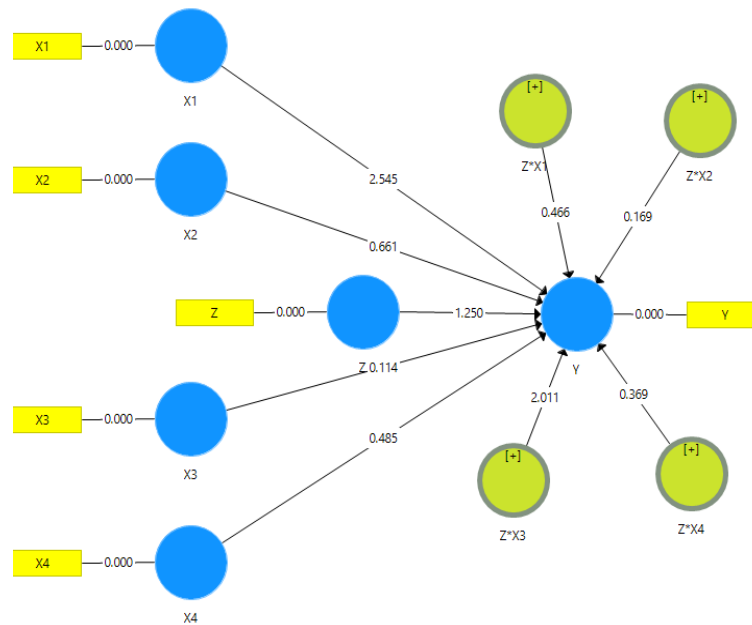 X1
0.000
X1
[+]
Z*X1
[+]
Z*X2
X2
0.000
X2
2.545
0.466
0.169
0.661
Z
0.000
Z
1.250
Y
0.000
Y
0.114
X3
0.000
X3
0.485
2.011
0.369
[+]
Z*X3
[+]
Z*X4
X4
0.000
X4